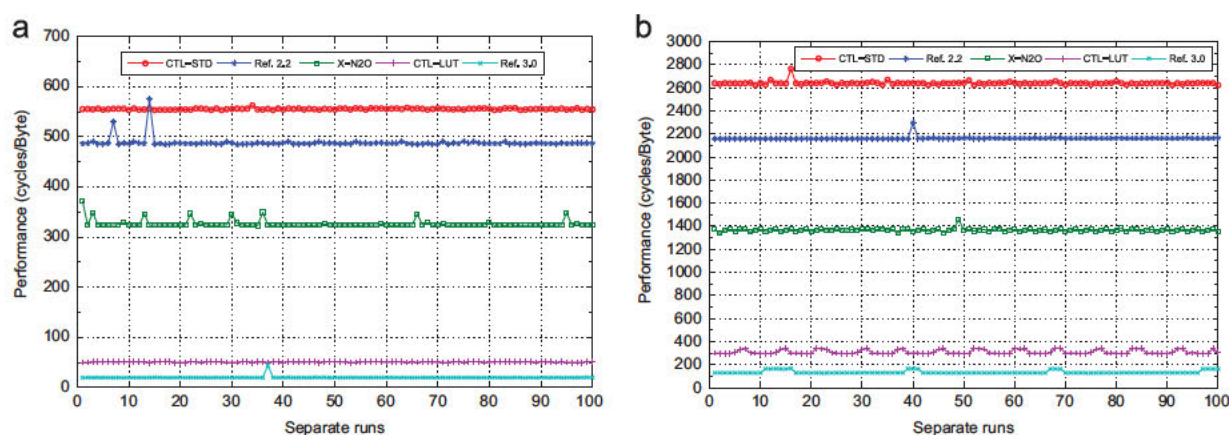 a
700
600
500
400
300
200
100
0
Performance (cycles/Byte)
CTL-STD
Ref. 2.2
X-N2O
CTL-LUT
Ref. 3.0
0 10 20 30 40 50 60 70 80 90 100
Separate runs
b
3000
2800
2600
2400
2200
2000
1800
1600
1400
1200
1000
800
600
400
200
0
Performance (cycles/Byte)
CTL-STD
Ref. 2.2
X-N2O
CTL-LUT
Ref. 3.0
0 10 20 30 40 50 60 70 80 90 100
Separate runs